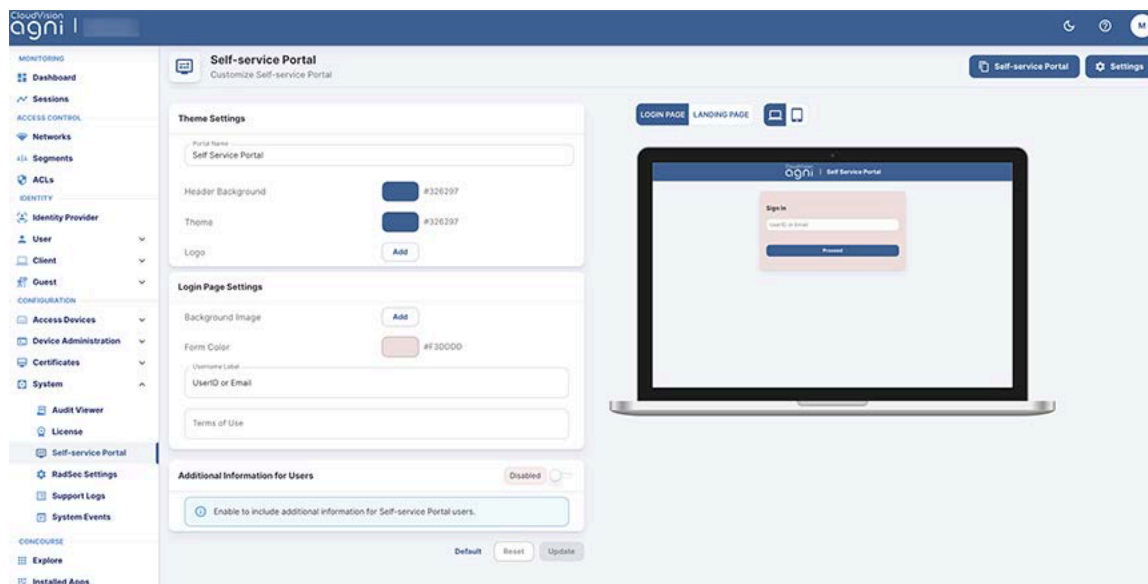 CloudVision
agni |
M
MONITORING
Dashboard
Sessions
ACCESS CONTROL
Networks
Segments
ACLs
IDENTITY
Identity Provider
User
Client
Guest
CONFIGURATION
Access Devices
Device Administration
Certificates
System
Audit Viewer
License
Self-service Portal
RadSec Settings
Support Logs
System Events
CONCOURSE
Explore
Installed Apps
Self-service Portal
Customize Self-service Portal
Self-service Portal
Settings
Theme Settings
Portal Name
Self Service Portal
Header Background
#326297
Theme
#326297
Logo
Add
Login Page Settings
Background Image
Add
Form Color
#F3DDDD
Username Label
UserID or Email
Terms of Use
Additional Information for Users
Disabled
Enable to include additional information for Self-service Portal users.
Default
Reset
Update
LOGIN PAGE
LANDING PAGE
CloudVision
agni | Self Service Portal
Sign in
UserID or Email
Proceed